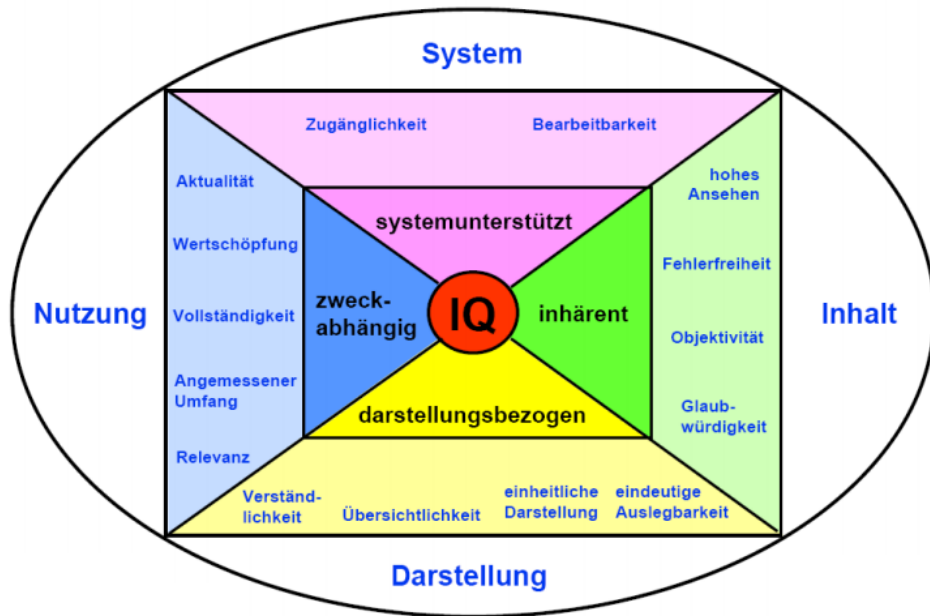 System
Zugänglichkeit
Bearbeitbarkeit
Aktualität
Wertschöpfung
Vollständigkeit
Angemessener
Umfang
Relevanz
hohes
Ansehen
Fehlerfreiheit
Objektivität
Glaub-
würdigkeit
systemunterstützt
zweck-
abhängig
IQ
inhärent
darstellungsbezogen
Nutzung
Inhalt
Verständ-
lichkeit
Übersichtlichkeit
einheitliche
Darstellung
eindeutige
Auslegbarkeit
Darstellung